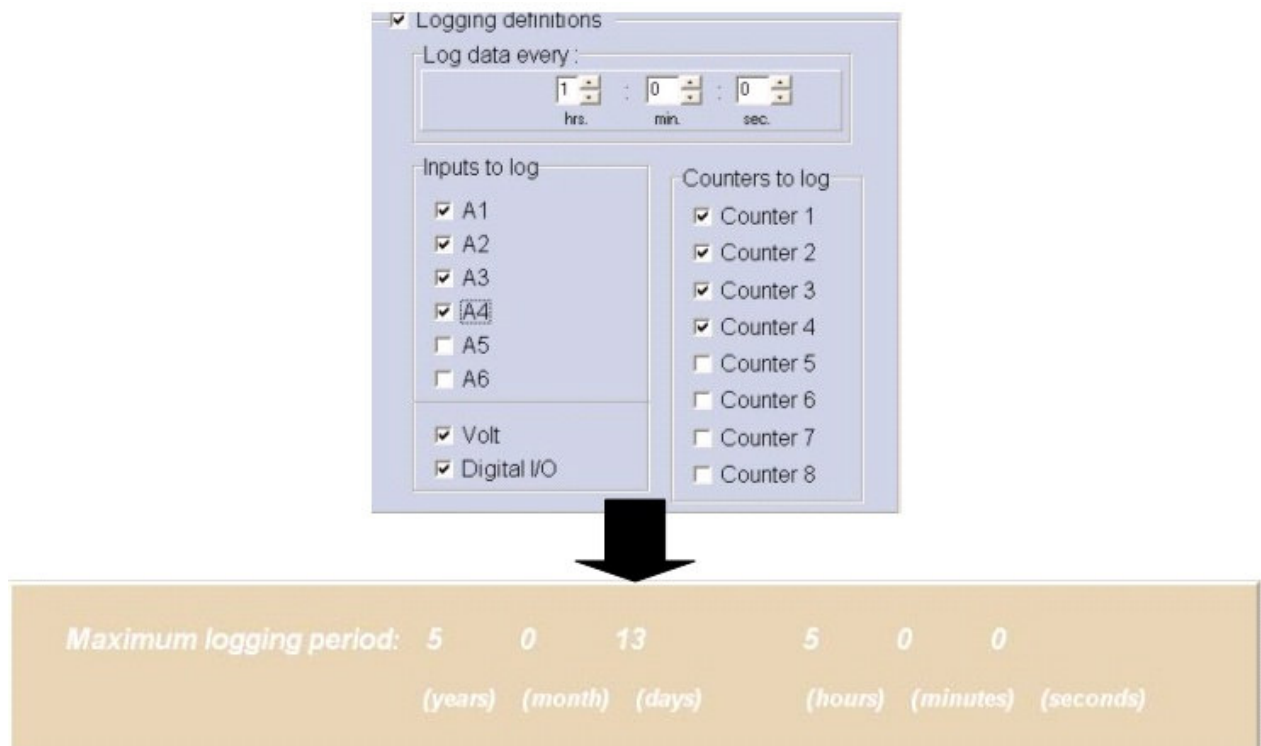 Logging definitions
Log data every :
1 : 0 : 0
hrs. min. sec.
Inputs to log
A1
A2
A3
A4
A5
A6
Volt
Digital I/O
Counters to log
Counter 1
Counter 2
Counter 3
Counter 4
Counter 5
Counter 6
Counter 7
Counter 8
Maximum logging period: 5 0 13 5 0 0
(years) (month) (days) (hours) (minutes) (seconds)